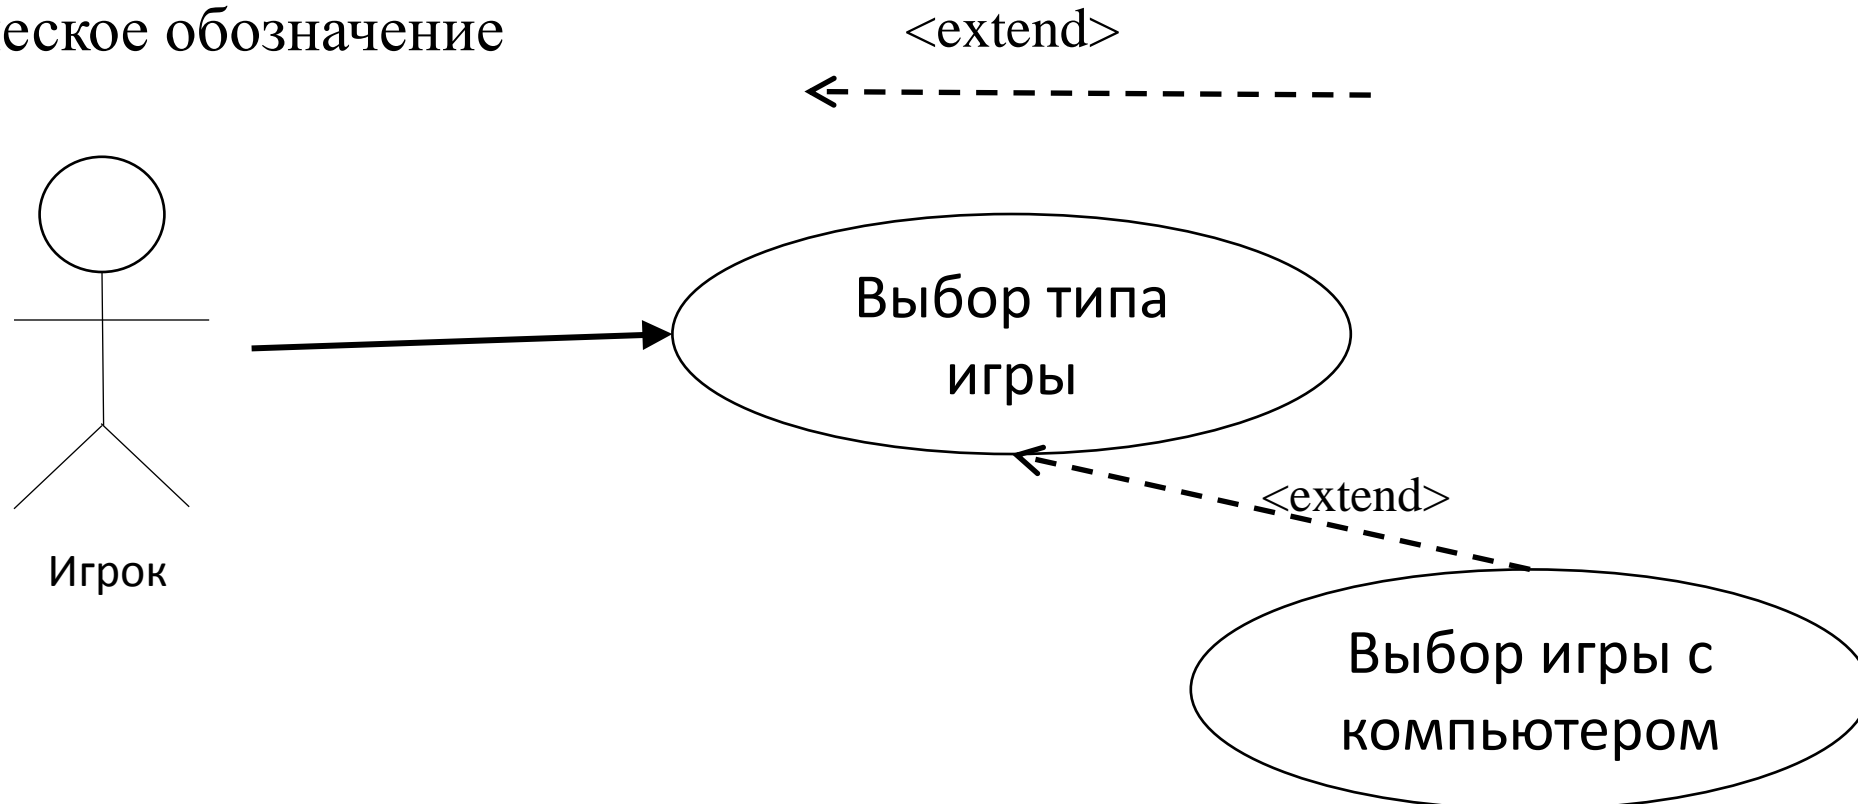 еское обозначение
<extend>
Выбор типа
игры
<extend>
Игрок
Выбор игры с
компьютером